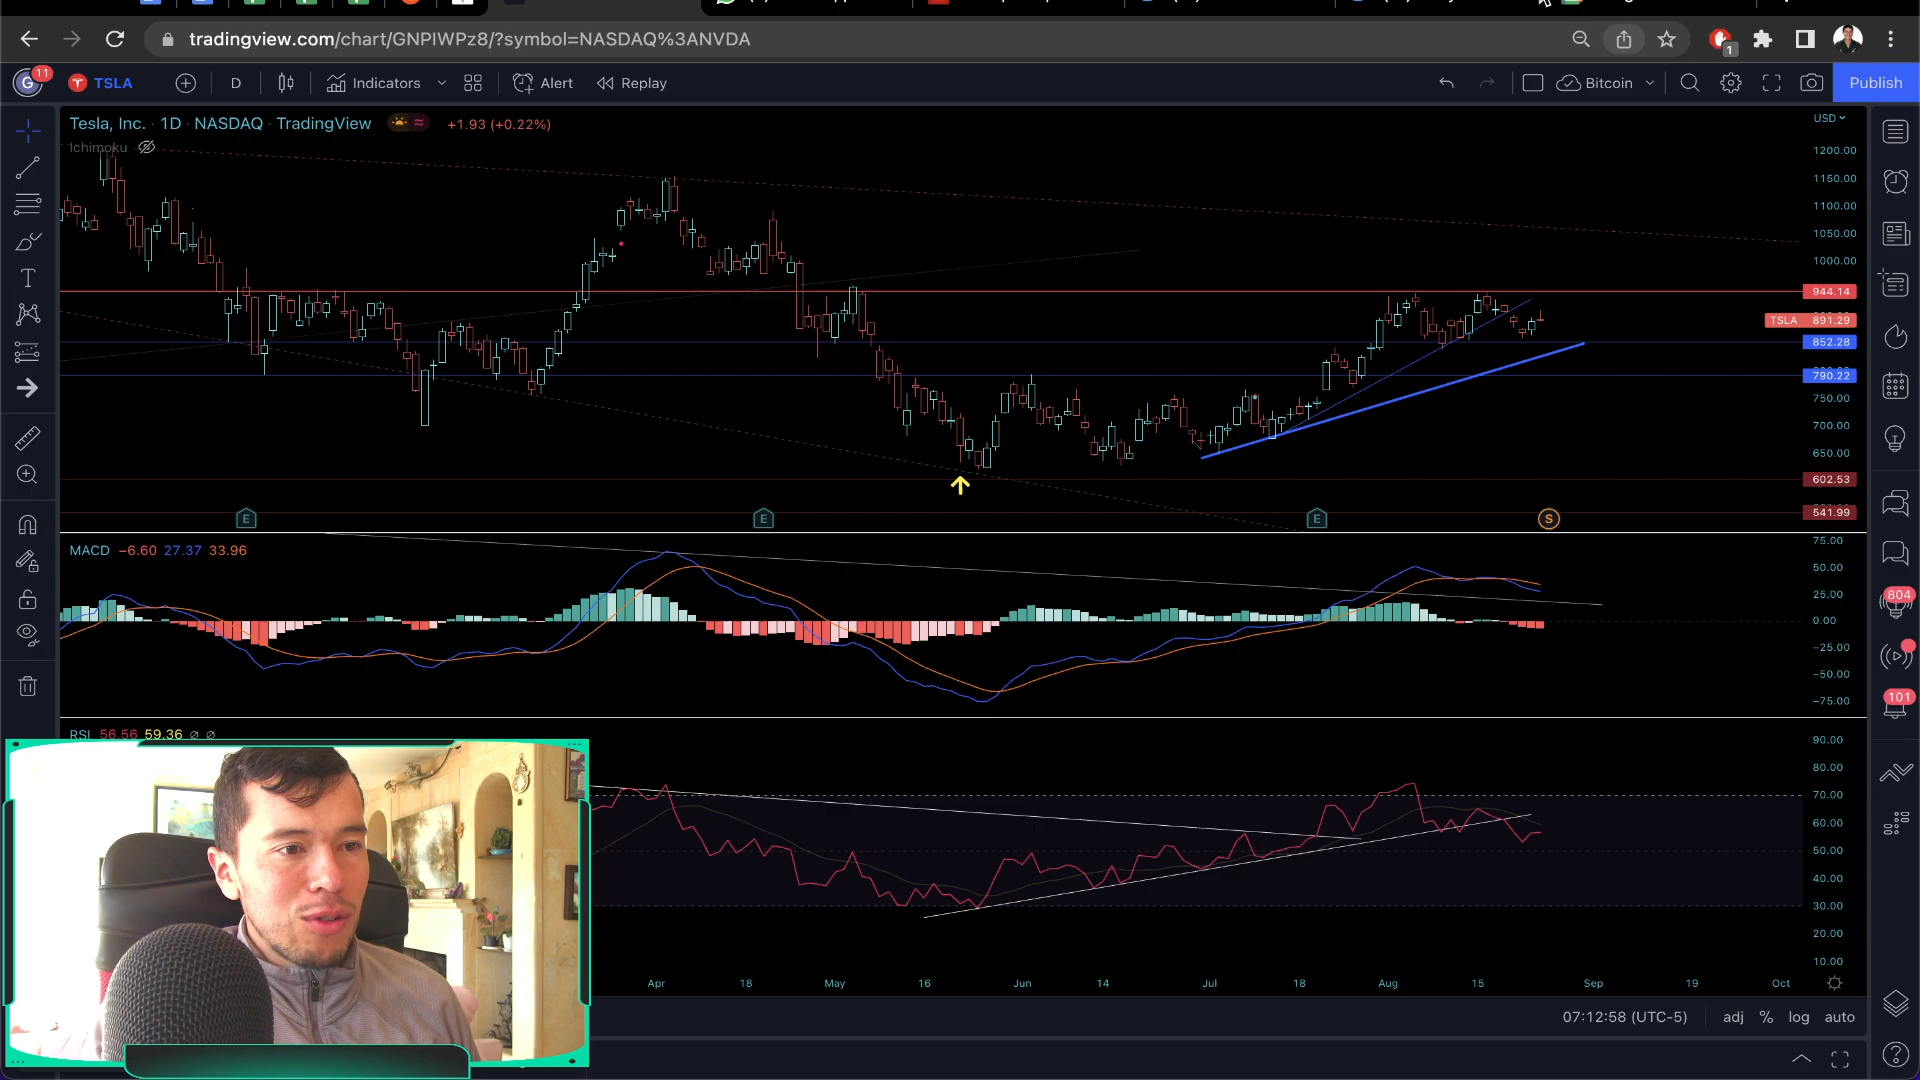 tradingview.com/chart/GNPIWPz8/?symbol=NASDAQ%3ANVDA
1
G
11
TSLA
D
Indicators
Alert
Replay
Bitcoin
Publish
Tesla, Inc. · 1D · NASDAQ · TradingView
+1.93 (+0.22%)
Ichimoku
USD
1200.00
1150.00
1100.00
1050.00
1000.00
944.14
TSLA 891.29
852.28
790.22
750.00
700.00
650.00
602.53
541.99
E
E
E
S
MACD −6.60 27.37 33.96
75.00
50.00
25.00
0.00
−25.00
−50.00
−75.00
804
101
RSI 56.56 59.36 ∅ ∅
90.00
80.00
70.00
60.00
50.00
40.00
30.00
20.00
10.00
Apr 18 May 16 Jun 14 Jul 18 Aug 15 Sep 19 Oct
07:12:58 (UTC-5)
adj % log auto